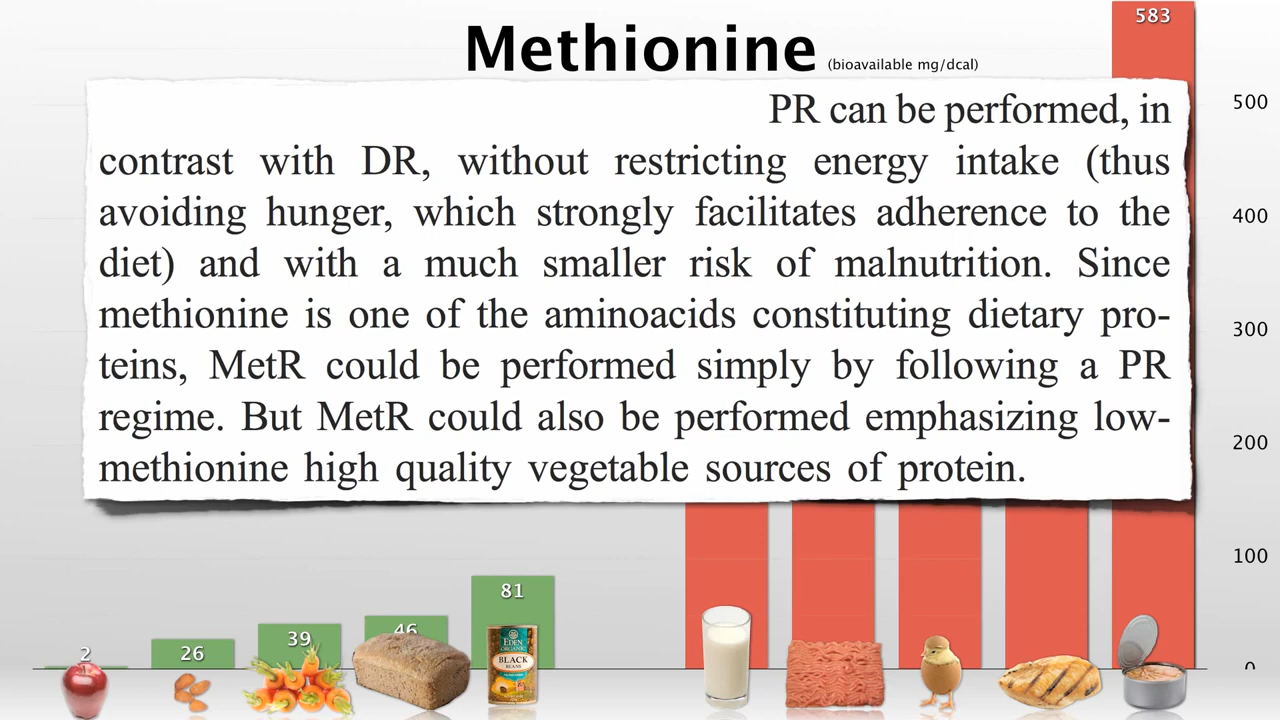 583
Methionine (bioavailable mg/dcal)
PR can be performed, in
contrast with DR, without restricting energy intake (thus
avoiding hunger, which strongly facilitates adherence to the
diet) and with a much smaller risk of malnutrition. Since
methionine is one of the aminoacids constituting dietary pro-
teins, MetR could be performed simply by following a PR
regime. But MetR could also be performed emphasizing low-
methionine high quality vegetable sources of protein.
500
400
300
200
100
0
2
26
39
46
81
EDEN
ORGANIC
BLACK
BEANS